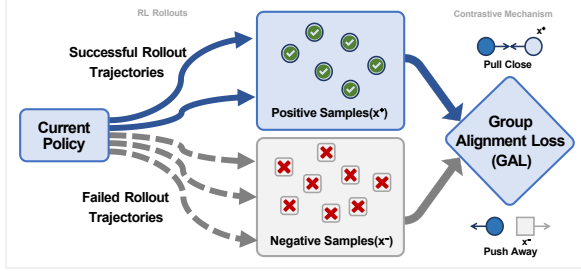 RL Rollouts
Contrastive Mechanism
Successful Rollout
Trajectories
x⁺
Pull Close
Positive Samples(x⁺)
Current
Policy
Group
Alignment Loss
(GAL)
Failed Rollout
Trajectories
Negative Samples(x⁻)
x⁻
Push Away